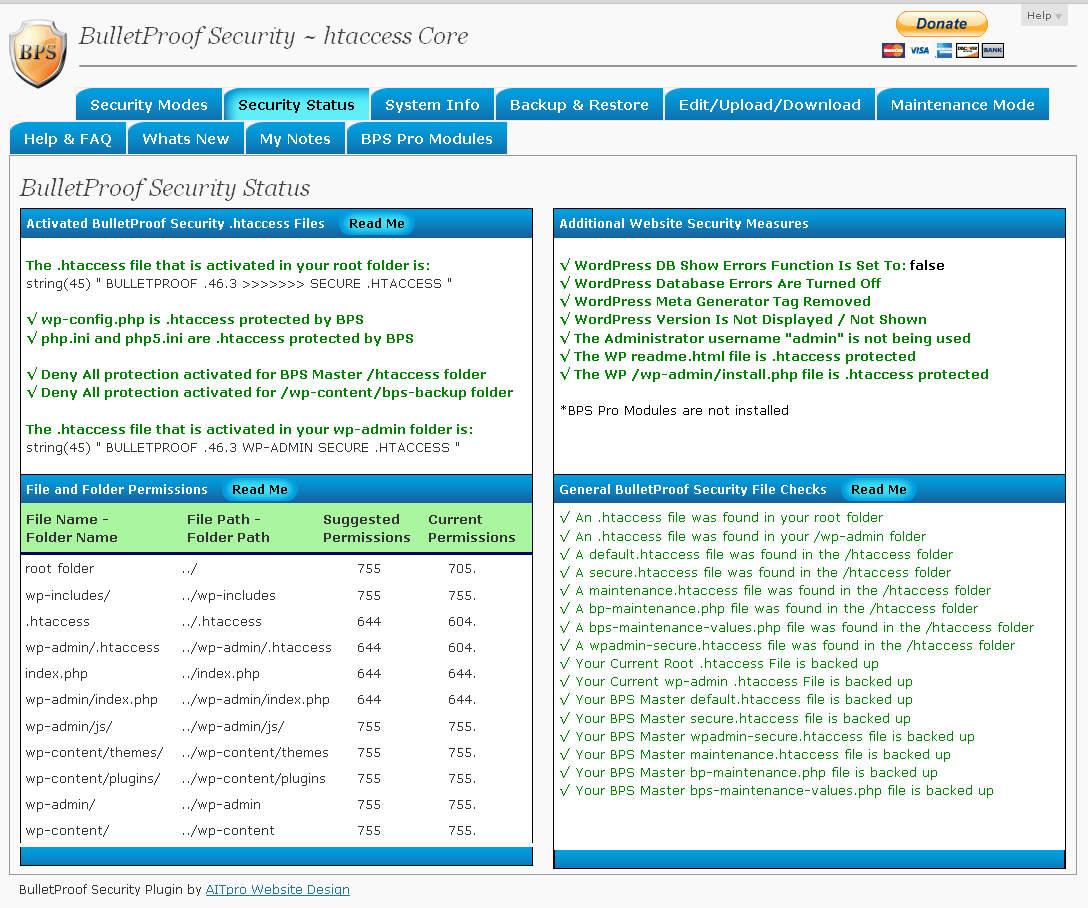 BPS
BulletProof Security ~ htaccess Core
Donate
VISA
BANK
Help
Security Modes
Security Status
System Info
Backup & Restore
Edit/Upload/Download
Maintenance Mode
Help & FAQ
Whats New
My Notes
BPS Pro Modules
BulletProof Security Status
Activated BulletProof Security .htaccess Files Read Me
The .htaccess file that is activated in your root folder is:
string(45) " BULLETPROOF .46.3 >>>>>>> SECURE .HTACCESS "
√ wp-config.php is .htaccess protected by BPS
√ php.ini and php5.ini are .htaccess protected by BPS
√ Deny All protection activated for BPS Master /htaccess folder
√ Deny All protection activated for /wp-content/bps-backup folder
The .htaccess file that is activated in your wp-admin folder is:
string(45) " BULLETPROOF .46.3 WP-ADMIN SECURE .HTACCESS "
Additional Website Security Measures
√ WordPress DB Show Errors Function Is Set To: false
√ WordPress Database Errors Are Turned Off
√ WordPress Meta Generator Tag Removed
√ WordPress Version Is Not Displayed / Not Shown
√ The Administrator username "admin" is not being used
√ The WP readme.html file is .htaccess protected
√ The WP /wp-admin/install.php file is .htaccess protected
*BPS Pro Modules are not installed
File and Folder Permissions Read Me
File Name - File Path - Suggested Current
Folder Name Folder Path Permissions Permissions
root folder ../ 755 705.
wp-includes/ ../wp-includes 755 755.
.htaccess ../.htaccess 644 604.
wp-admin/.htaccess ../wp-admin/.htaccess 644 604.
index.php ../index.php 644 644.
wp-admin/index.php ../wp-admin/index.php 644 644.
wp-admin/js/ ../wp-admin/js/ 755 755.
wp-content/themes/ ../wp-content/themes 755 755.
wp-content/plugins/ ../wp-content/plugins 755 755.
wp-admin/ ../wp-admin 755 755.
wp-content/ ../wp-content 755 755.
General BulletProof Security File Checks Read Me
√ An .htaccess file was found in your root folder
√ An .htaccess file was found in your /wp-admin folder
√ A default.htaccess file was found in the /htaccess folder
√ A secure.htaccess file was found in the /htaccess folder
√ A maintenance.htaccess file was found in the /htaccess folder
√ A bp-maintenance.php file was found in the /htaccess folder
√ A bps-maintenance-values.php file was found in the /htaccess folder
√ A wpadmin-secure.htaccess file was found in the /htaccess folder
√ Your Current Root .htaccess File is backed up
√ Your Current wp-admin .htaccess File is backed up
√ Your BPS Master default.htaccess file is backed up
√ Your BPS Master secure.htaccess file is backed up
√ Your BPS Master wpadmin-secure.htaccess file is backed up
√ Your BPS Master maintenance.htaccess file is backed up
√ Your BPS Master bp-maintenance.php file is backed up
√ Your BPS Master bps-maintenance-values.php file is backed up
BulletProof Security Plugin by AITpro Website Design